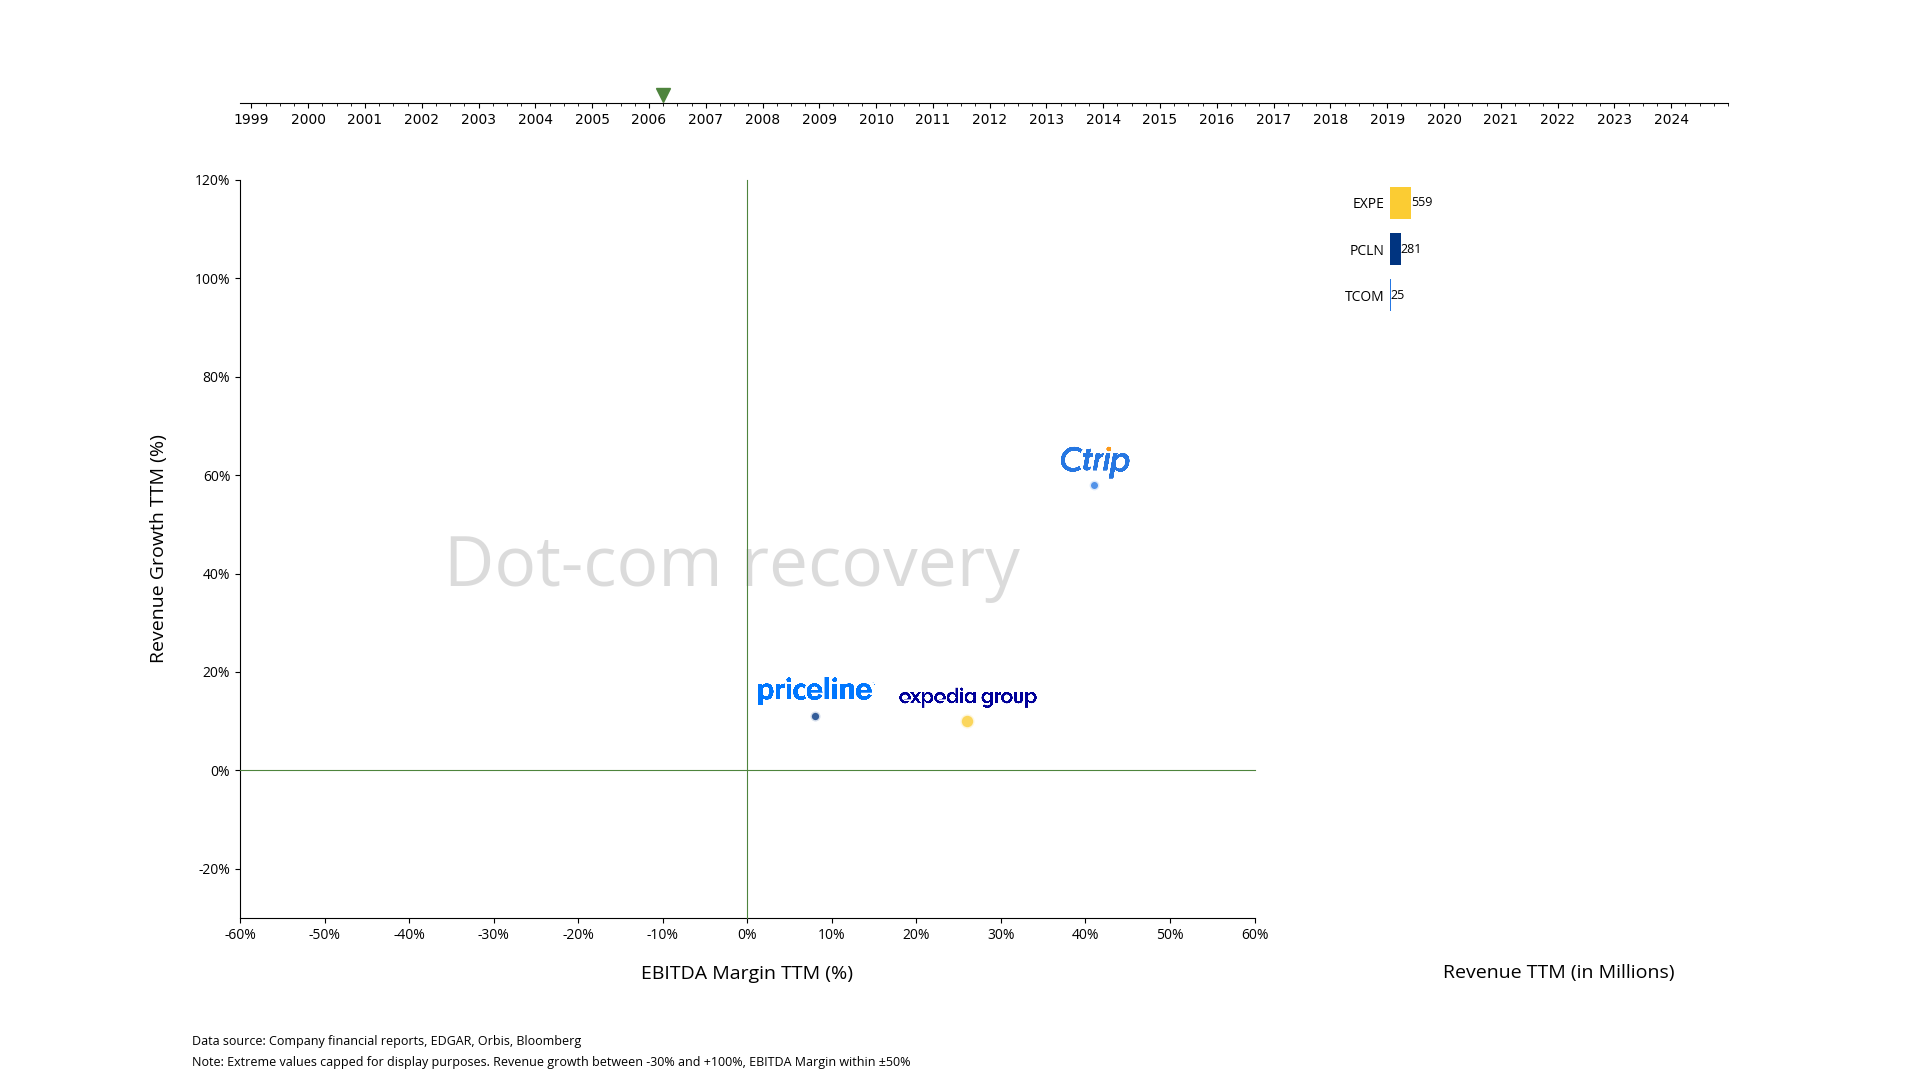 1999 2000 2001 2002 2003 2004 2005 2006 2007 2008 2009 2010 2011 2012 2013 2014 2015 2016 2017 2018 2019 2020 2021 2022 2023 2024
120%
100%
80%
60%
40%
20%
0%
-20%
Revenue Growth TTM (%)
Ctrip
Dot-com recovery
priceline
expedia group
-60% -50% -40% -30% -20% -10% 0% 10% 20% 30% 40% 50% 60%
EBITDA Margin TTM (%)
EXPE 559
PCLN 281
TCOM 25
Revenue TTM (in Millions)
Data source: Company financial reports, EDGAR, Orbis, Bloomberg
Note: Extreme values capped for display purposes. Revenue growth between -30% and +100%, EBITDA Margin within ±50%